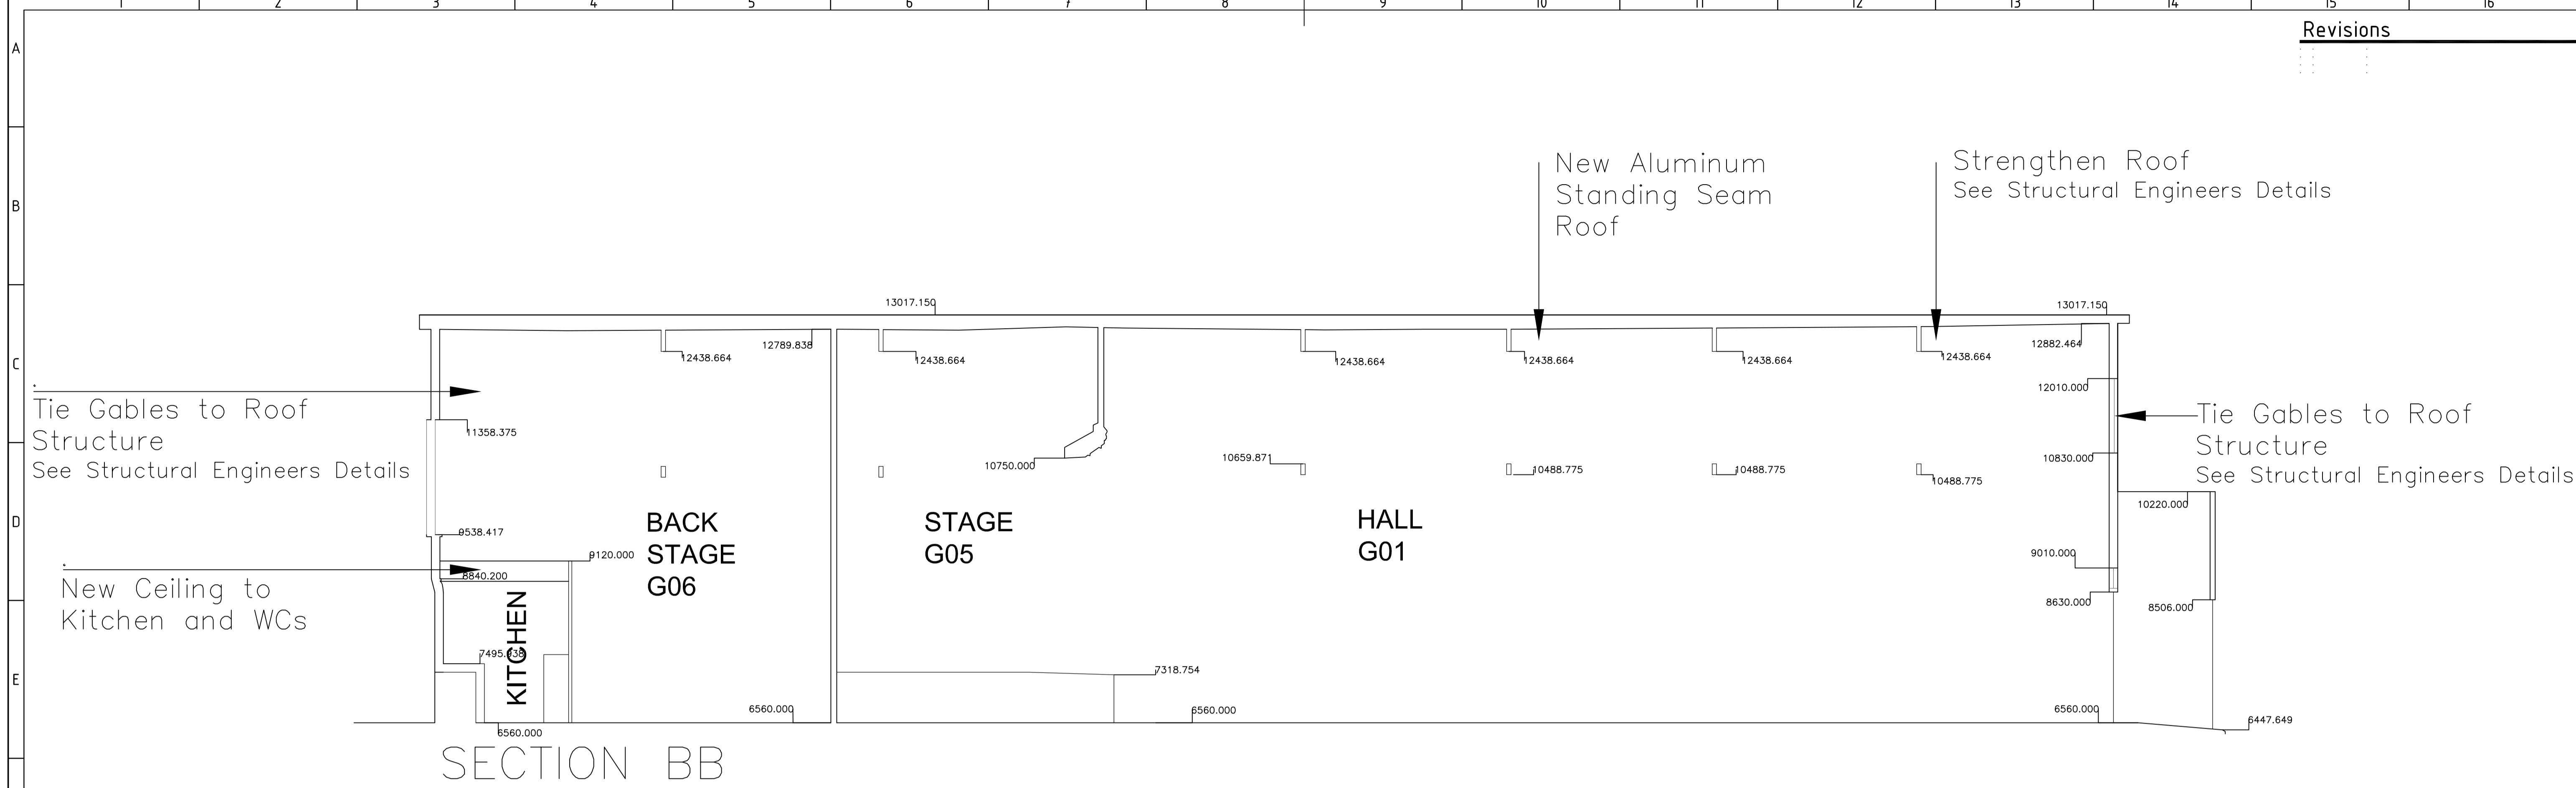 1 2 3 4 5 6 7 8 9 10 11 12 13 14 15 16
A
Revisions
New Aluminum
Standing Seam
Roof
Strengthen Roof
See Structural Engineers Details
B
13017.150
13017.150
12789.838
12438.664
12438.664
12438.664
12438.664
12438.664
12438.664
12882.464
C
12010.000
Tie Gables to Roof
Structure
See Structural Engineers Details
11358.375
Tie Gables to Roof
Structure
See Structural Engineers Details
10750.000
10659.871
10488.775
10488.775
10488.775
10830.000
10220.000
D
BACK
STAGE
G06
STAGE
G05
HALL
G01
9538.417
9120.000
9010.000
8840.200
New Ceiling to
Kitchen and WCs
KITCHEN
8630.000
8506.000
7495.938
7318.754
E
6560.000
6560.000
6560.000
6447.649
6560.000
SECTION BB